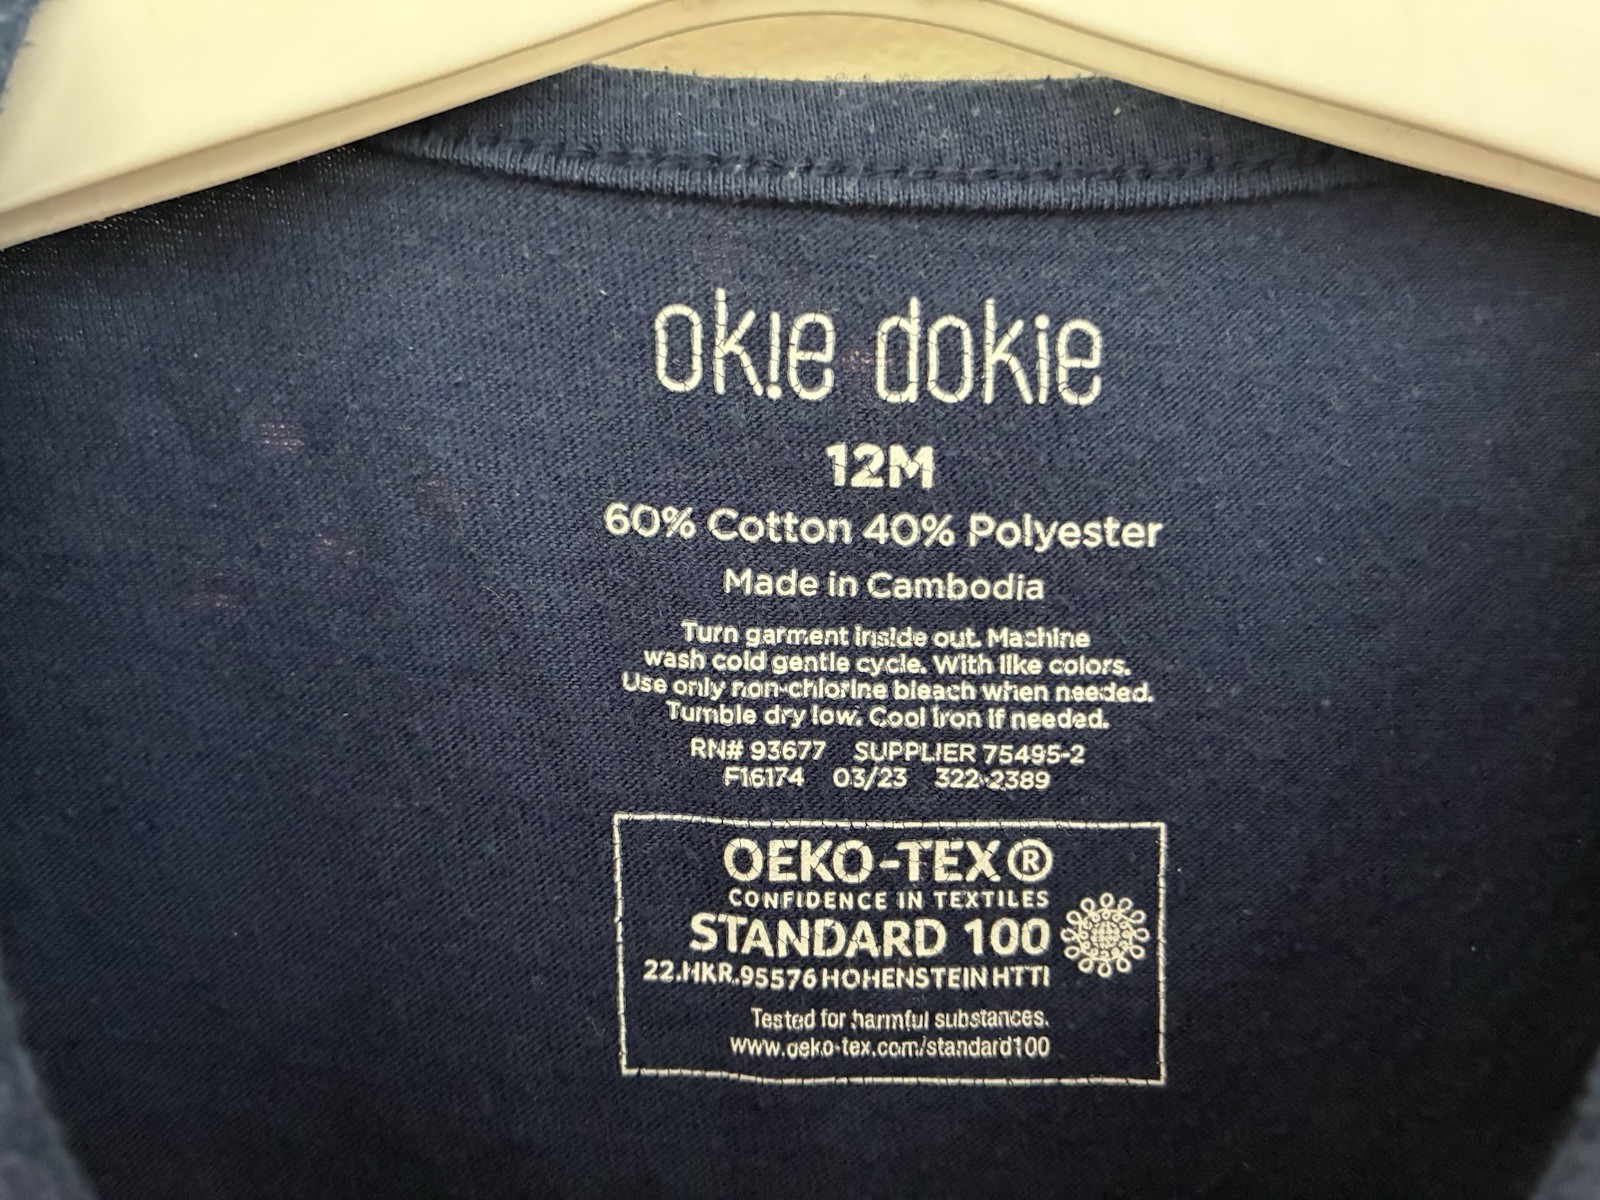 okie dokie
12M
60% Cotton 40% Polyester
Made in Cambodia
Turn garment inside out. Machine
wash cold gentle cycle. With like colors.
Use only non-chlorine bleach when needed.
Tumble dry low. Cool iron if needed.
RN# 93677 SUPPLIER 75495-2
F16174 03/23 322-2389
OEKO-TEX®
CONFIDENCE IN TEXTILES
STANDARD 100
22.HKR.95576 HOHENSTEIN HTTI
Tested for harmful substances.
www.oeko-tex.com/standard100